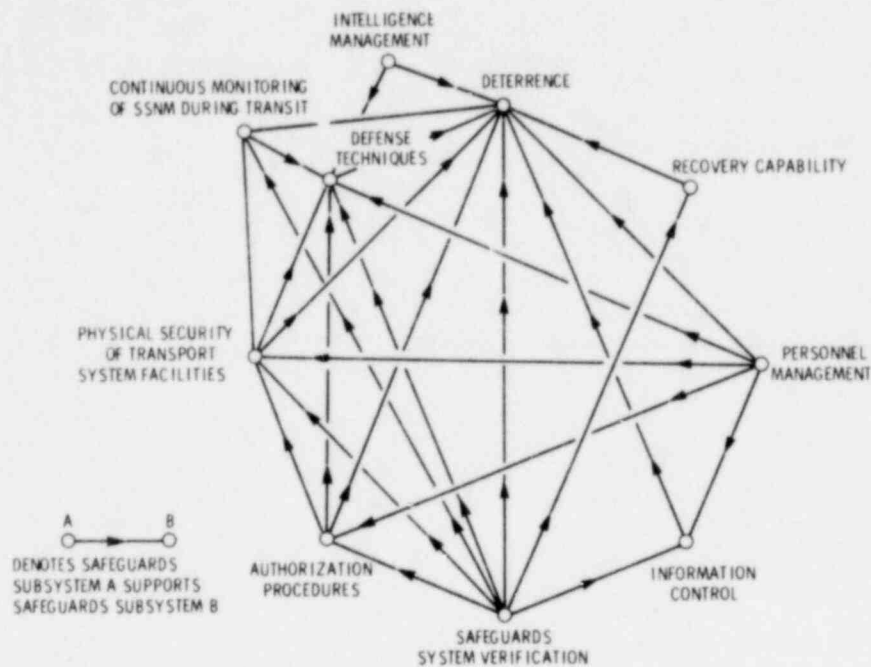 INTELLIGENCE
MANAGEMENT
CONTINUOUS MONITORING
OF SSNM DURING TRANSIT
DETERRENCE
DEFENSE
TECHNIQUES
RECOVERY CAPABILITY
PHYSICAL SECURITY
OF TRANSPORT
SYSTEM FACILITIES
PERSONNEL
MANAGEMENT
A B
DENOTES SAFEGUARDS
SUBSYSTEM A SUPPORTS
SAFEGUARDS SUBSYSTEM B
AUTHORIZATION
PROCEDURES
INFORMATION
CONTROL
SAFEGUARDS
SYSTEM VERIFICATION